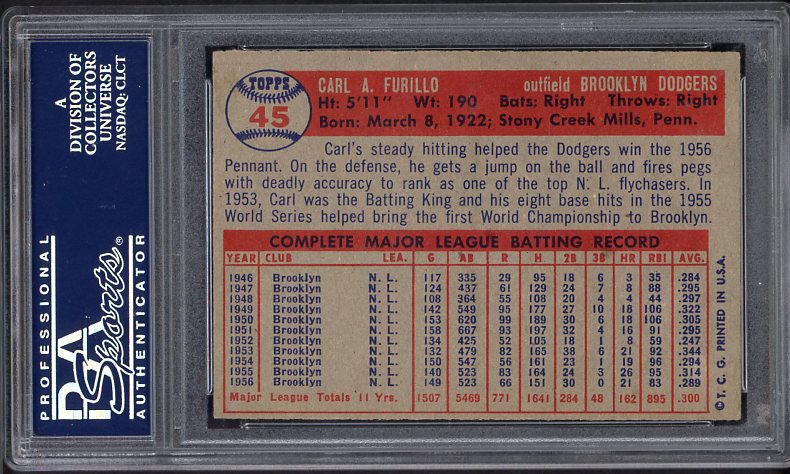 A
DIVISION OF
COLLECTORS
UNIVERSE
NASDAQ: CLCT
PROFESSIONAL
PSA
Sports®
AUTHENTICATOR
TOPPS
45
CARL A. FURILLO outfield BROOKLYN DODGERS
Ht: 5'11" Wt: 190 Bats: Right Throws: Right
Born: March 8, 1922; Stony Creek Mills, Penn.
Carl's steady hitting helped the Dodgers win the 1956
Pennant. On the defense, he gets a jump on the ball and fires pegs
with deadly accuracy to rank as one of the top N. L. flychasers. In
1953, Carl was the Batting King and his eight base hits in the 1955
World Series helped bring the first World Championship to Brooklyn.
COMPLETE MAJOR LEAGUE BATTING RECORD
YEAR CLUB LEA. G AB R H 2B 3B HR RBI AVG.
1946 Brooklyn N. L. 117 335 29 95 18 6 3 35 .284
1947 Brooklyn N. L. 124 437 61 129 24 7 8 88 .295
1948 Brooklyn N. L. 108 364 55 108 20 4 4 44 .297
1949 Brooklyn N. L. 142 549 95 177 27 10 18 106 .322
1950 Brooklyn N. L. 153 620 99 189 30 6 18 106 .305
1951 Brooklyn N. L. 158 667 93 197 32 4 16 91 .295
1952 Brooklyn N. L. 134 425 52 105 18 1 8 59 .247
1953 Brooklyn N. L. 132 479 82 165 38 6 21 92 .344
1954 Brooklyn N. L. 150 547 56 161 23 1 19 96 .294
1955 Brooklyn N. L. 140 523 83 164 24 3 26 95 .314
1956 Brooklyn N. L. 149 523 66 151 30 0 21 83 .289
Major League Totals 11 Yrs. 1507 5469 771 1641 284 48 162 895 .300
© T. C. G. PRINTED IN U.S.A.